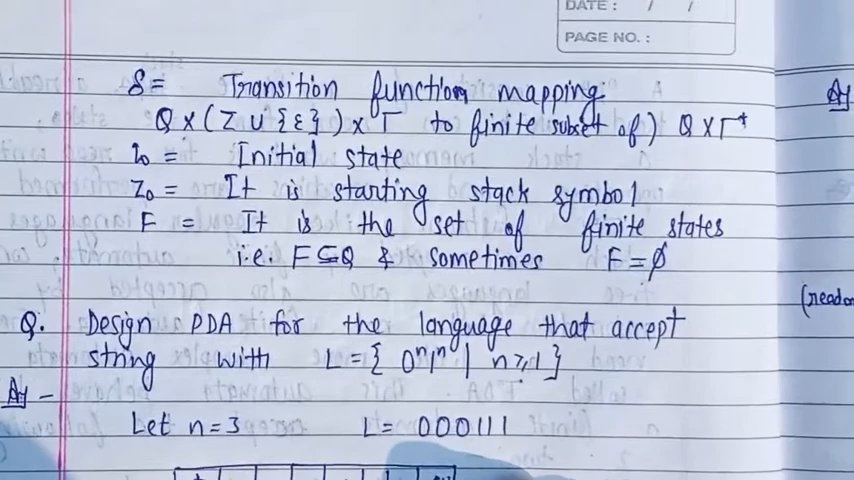 DATE: / /
PAGE NO.:
δ = Transition function mapping
Q × (Σ ∪ {ε}) × Γ to finite subset of) Q × Γ*
q0 = Initial state
Z0 = It is starting stack symbol
F = It is the set of finite states
i.e. F ⊆ Q & sometimes F = ϕ
Q. Design PDA for the language that accept
string with L = { 0ⁿ1ⁿ | n ≥ 1 }
Let n = 3 L = 000111